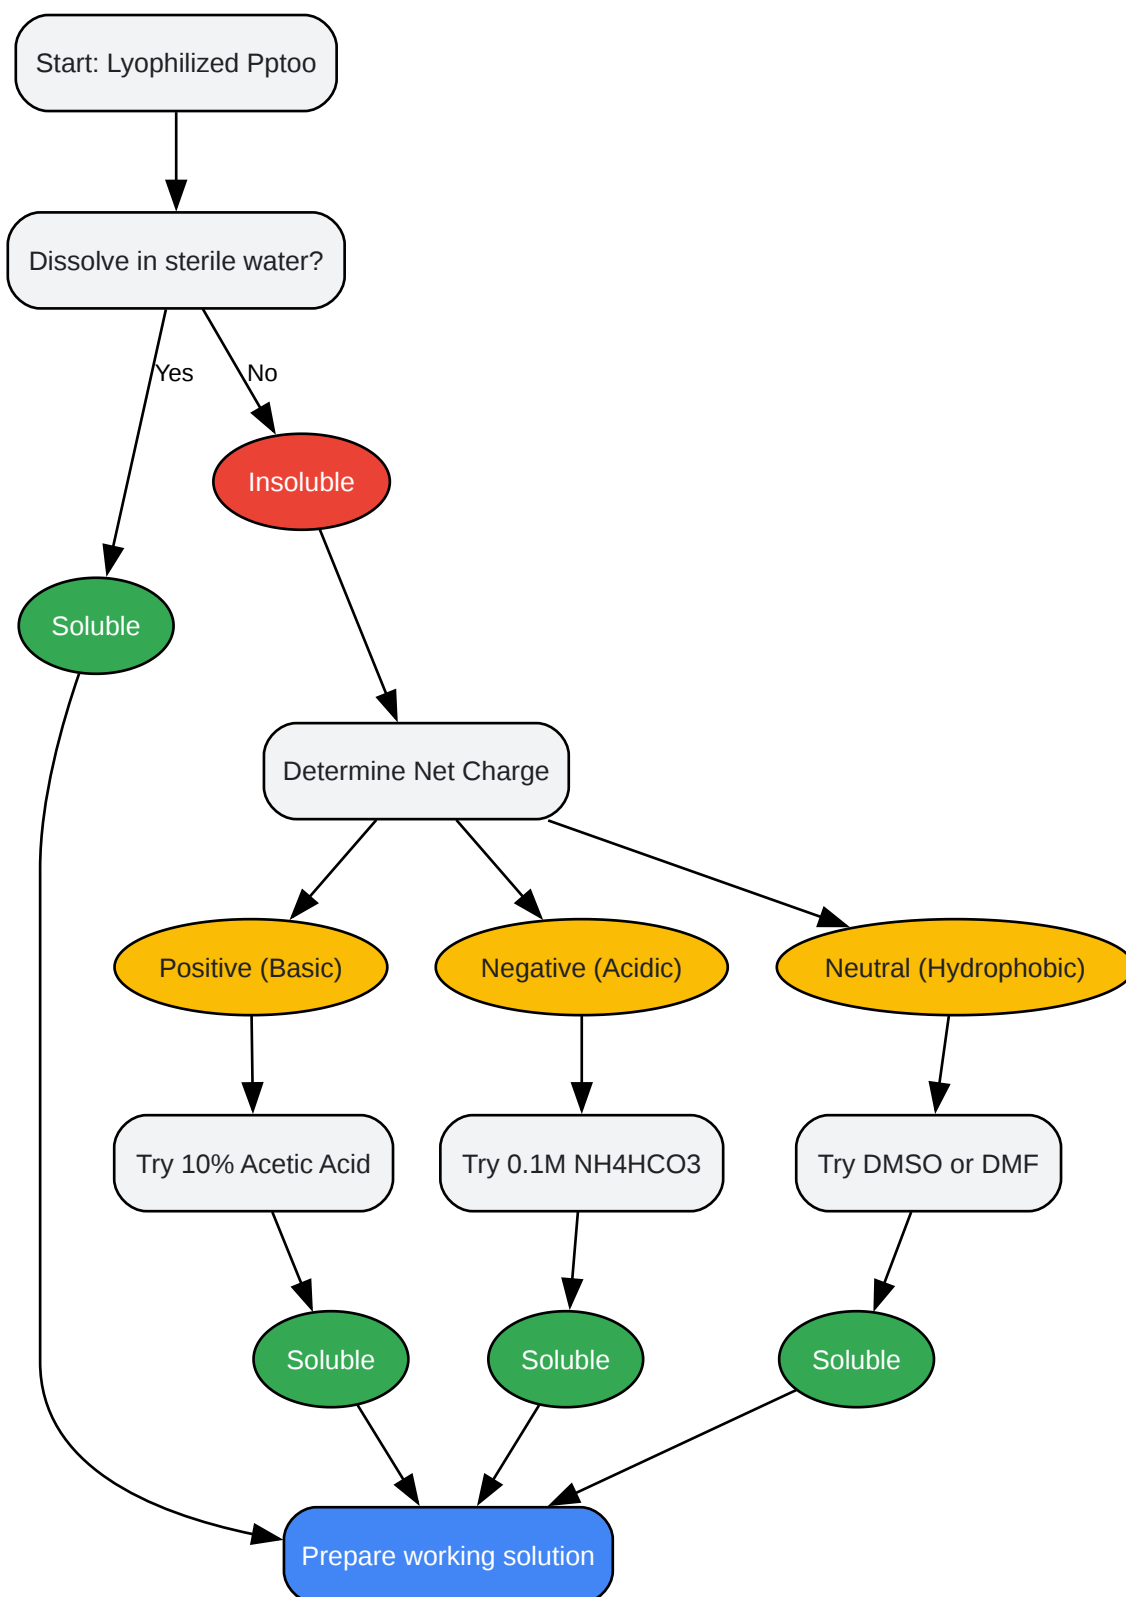 Start: Lyophilized Pptoo
Dissolve in sterile water?
Yes
No
Insoluble
Soluble
Determine Net Charge
Positive (Basic)
Negative (Acidic)
Neutral (Hydrophobic)
Try 10% Acetic Acid
Try 0.1M NH4HCO3
Try DMSO or DMF
Soluble
Soluble
Soluble
Prepare working solution